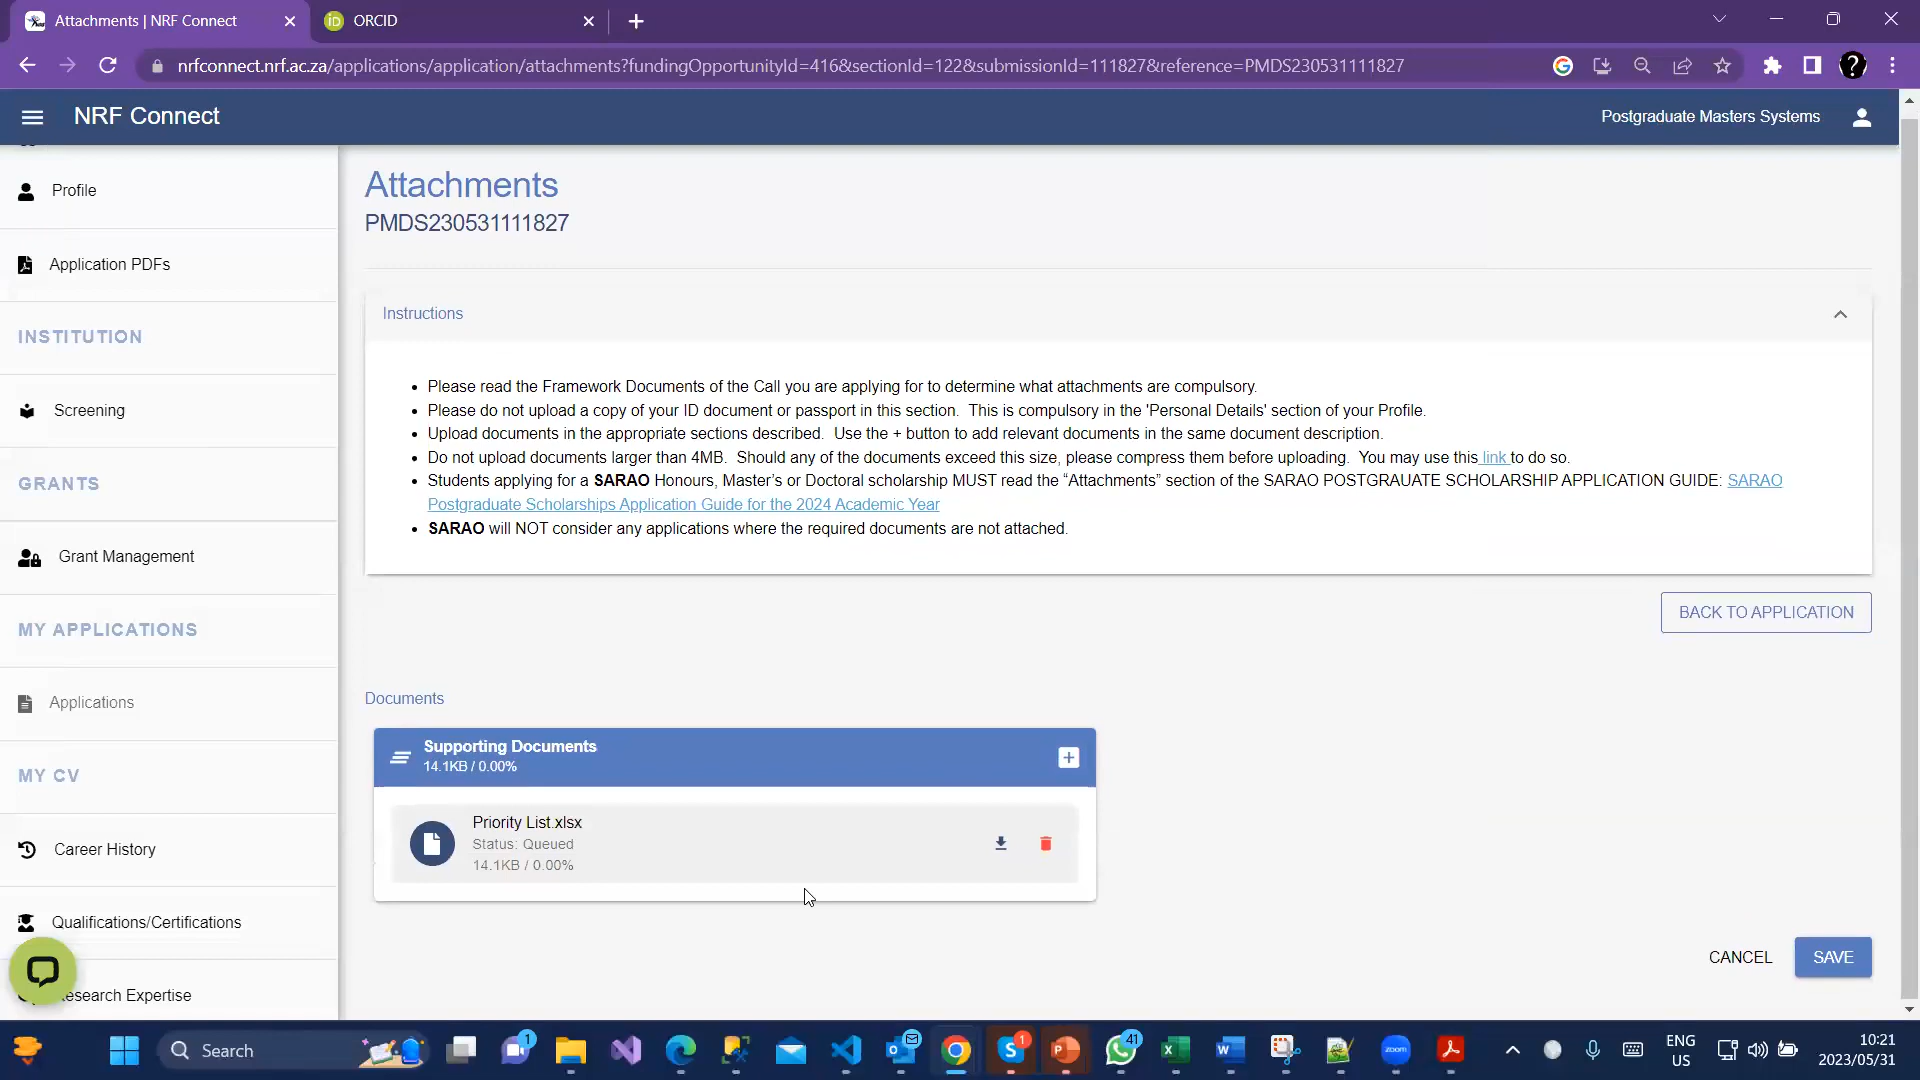 Attachments | NRF Connect
ORCID
nrfconnect.nrf.ac.za/applications/application/attachments?fundingOpportunityId=416&sectionId=122&submissionId=111827&reference=PMDS230531111827
NRF Connect
Postgraduate Masters Systems
Profile
Application PDFs
INSTITUTION
Screening
GRANTS
Grant Management
MY APPLICATIONS
Applications
MY CV
Career History
Qualifications/Certifications
esearch Expertise
Attachments
PMDS230531111827
Instructions
• Please read the Framework Documents of the Call you are applying for to determine what attachments are compulsory.
• Please do not upload a copy of your ID document or passport in this section. This is compulsory in the 'Personal Details' section of your Profile.
• Upload documents in the appropriate sections described. Use the + button to add relevant documents in the same document description.
• Do not upload documents larger than 4MB. Should any of the documents exceed this size, please compress them before uploading. You may use this link to do so.
• Students applying for a SARAO Honours, Master's or Doctoral scholarship MUST read the “Attachments” section of the SARAO POSTGRAUATE SCHOLARSHIP APPLICATION GUIDE: SARAO
Postgraduate Scholarships Application Guide for the 2024 Academic Year
• SARAO will NOT consider any applications where the required documents are not attached.
BACK TO APPLICATION
Documents
Supporting Documents
14.1KB / 0.00%
Priority List.xlsx
Status: Queued
14.1KB / 0.00%
CANCEL
SAVE
Search
1
1
41
zoom
ENG
US
10:21
2023/05/31